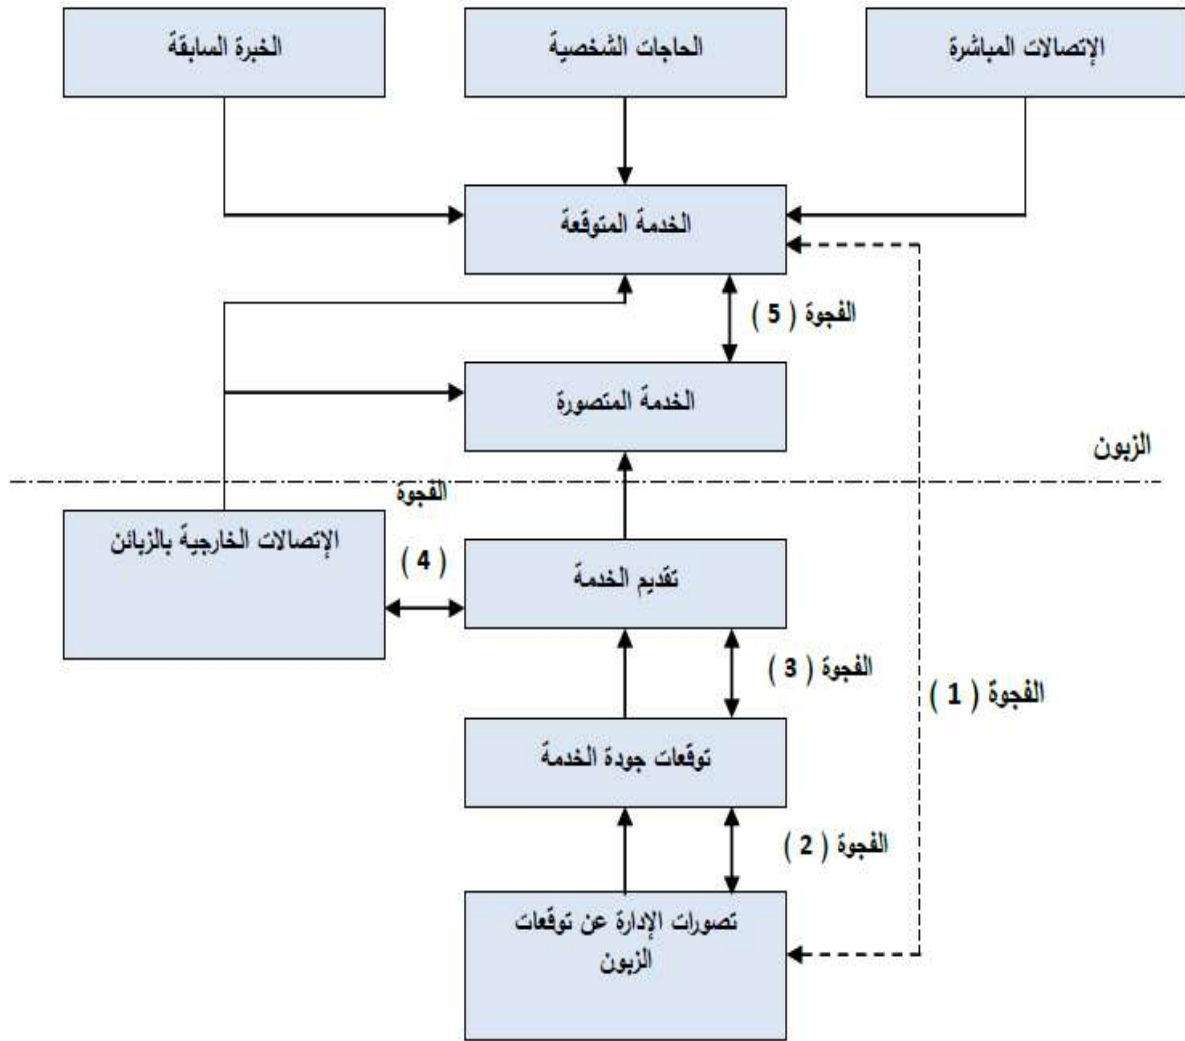 الإتصالات المباشرة
الحاجات الشخصية
الخبرة السابقة
الخدمة المتوقعة
الفجوة ( 5 )
الخدمة المتصورة
الزبون
الفجوة
الإتصالات الخارجية بالزبائن
( 4 )
تقديم الخدمة
الفجوة ( 3 )
الفجوة ( 1 )
توقعات جودة الخدمة
الفجوة ( 2 )
تصورات الإدارة عن توقعات
الزبون